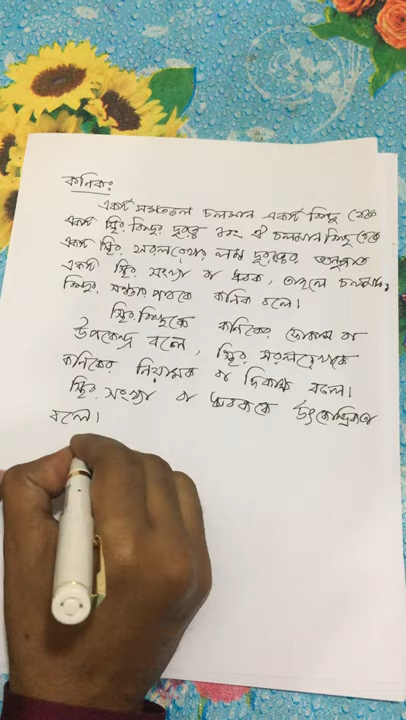 কনিকঃ
একটি সমতলে চলমান একটি বিন্দু থেকে
একটি স্থির বিন্দুর দূরত্ব এবং ঐ চলমান বিন্দু থেকে
একটি স্থির সরলরেখার লম্ব দূরত্বের অনুপাত
একটি স্থির সংখ্যা বা ধ্রুবক, তাহলে চলমান
বিন্দুর সঞ্চার পথকে কনিক বলে।
স্থির বিন্দুকে কনিকের ফোকাস বা
উপকেন্দ্র বলে, স্থির সরলরেখাকে
কনিকের নিয়ামক বা দিকাক্ষ বলে।
স্থির সংখ্যা বা ধ্রুবককে উৎকেন্দ্রিকতা
বলে।